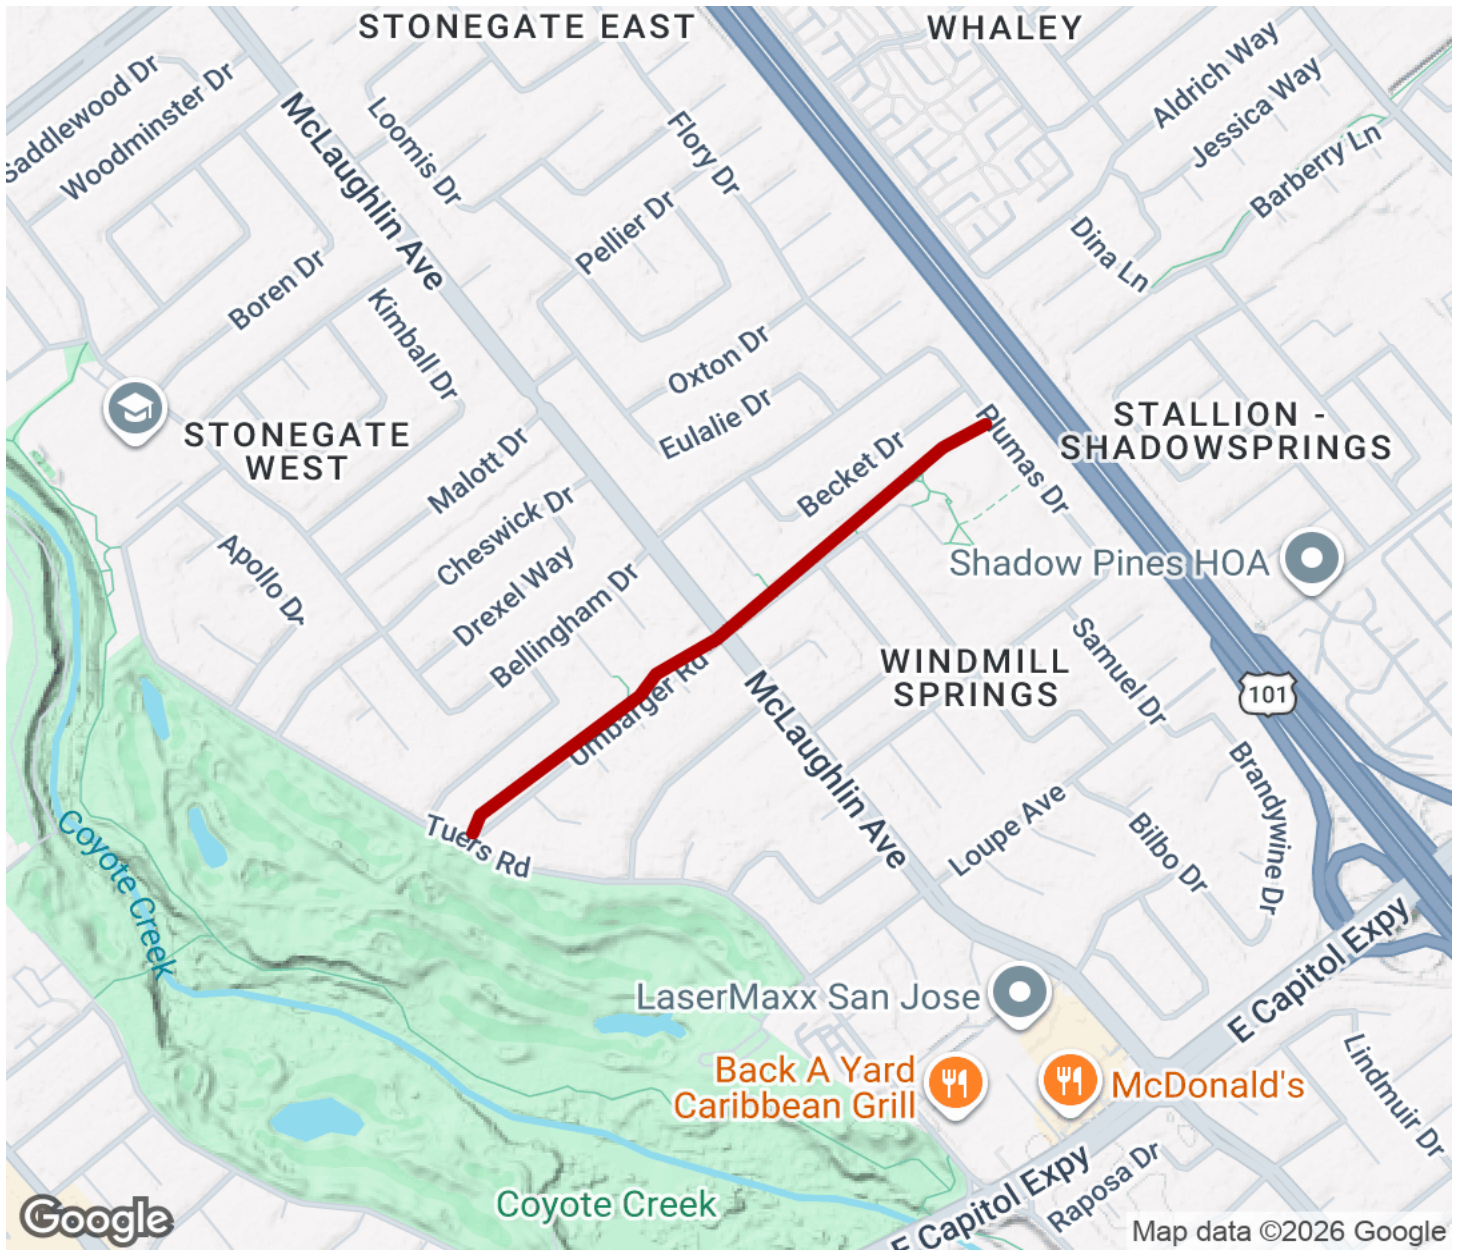 STONEGATE EAST
WHALEY
Saddlewood Dr
Woodminster Dr
McLaughlin Ave
Loomis Dr
Flory Dr
Aldrich Way
Jessica Way
Barberry Ln
Dina Ln
Pellier Dr
Boren Dr
Kimball Dr
Oxton Dr
Eulalie Dr
Plumas Dr
STALLION -
SHADOWSPRINGS
STONEGATE
WEST
Malott Dr
Becket Dr
Cheswick Dr
Apollo Dr
Drexel Way
Bellingham Dr
Shadow Pines HOA
Samuel Dr
WINDMILL
SPRINGS
Umbarger Rd
McLaughlin Ave
101
Brandywine Dr
Loupe Ave
Bilbo Dr
Tuers Rd
Coyote Creek
E Capitol Expy
LaserMaxx San Jose
Back A Yard
Caribbean Grill
McDonald's
Lindmuir Dr
Raposa Dr
E Capitol Expy
Coyote Creek
Google
Map data ©2026 Google